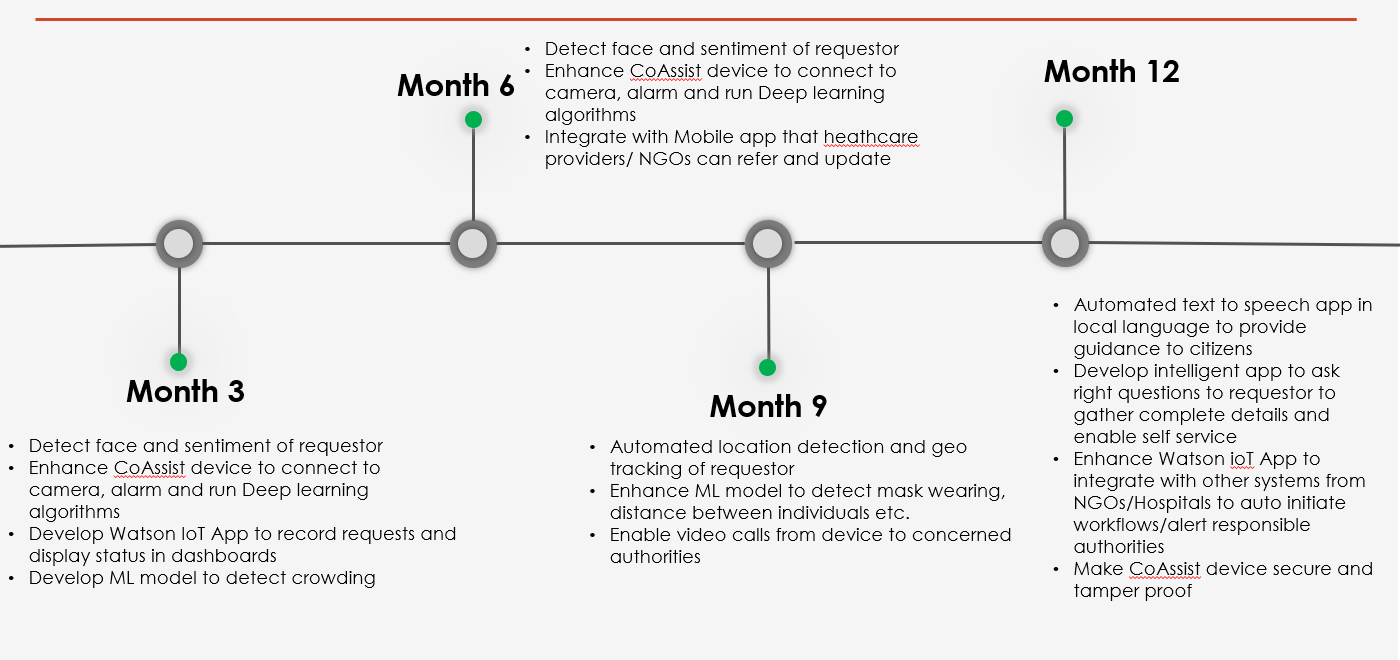 Month 6
• Detect face and sentiment of requestor
• Enhance CoAssist device to connect to
camera, alarm and run Deep learning
algorithms
• Integrate with Mobile app that heathcare
providers/ NGOs can refer and update
Month 12
Month 3
• Detect face and sentiment of requestor
• Enhance CoAssist device to connect to
camera, alarm and run Deep learning
algorithms
• Develop Watson IoT App to record requests and
display status in dashboards
• Develop ML model to detect crowding
Month 9
• Automated location detection and geo
tracking of requestor
• Enhance ML model to detect mask wearing,
distance between individuals etc.
• Enable video calls from device to concerned
authorities
• Automated text to speech app in
local language to provide
guidance to citizens
• Develop intelligent app to ask
right questions to requestor to
gather complete details and
enable self service
• Enhance Watson ioT App to
integrate with other systems from
NGOs/Hospitals to auto initiate
workflows/alert responsible
authorities
• Make CoAssist device secure and
tamper proof